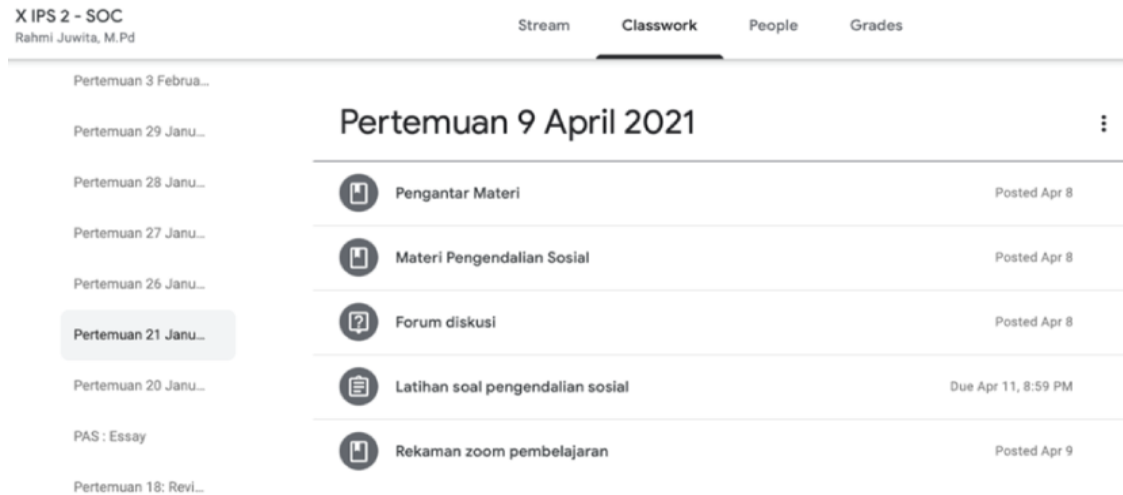 X IPS 2 - SOC
Rahmi Juwita, M.Pd
Stream Classwork People Grades
Pertemuan 3 Februa...
Pertemuan 29 Janu...
Pertemuan 28 Janu...
Pertemuan 27 Janu...
Pertemuan 26 Janu...
Pertemuan 21 Janu...
Pertemuan 20 Janu...
PAS : Essay
Pertemuan 18: Revi...
Pertemuan 9 April 2021
Pengantar Materi Posted Apr 8
Materi Pengendalian Sosial Posted Apr 8
Forum diskusi Posted Apr 8
Latihan soal pengendalian sosial Due Apr 11, 8:59 PM
Rekaman zoom pembelajaran Posted Apr 9